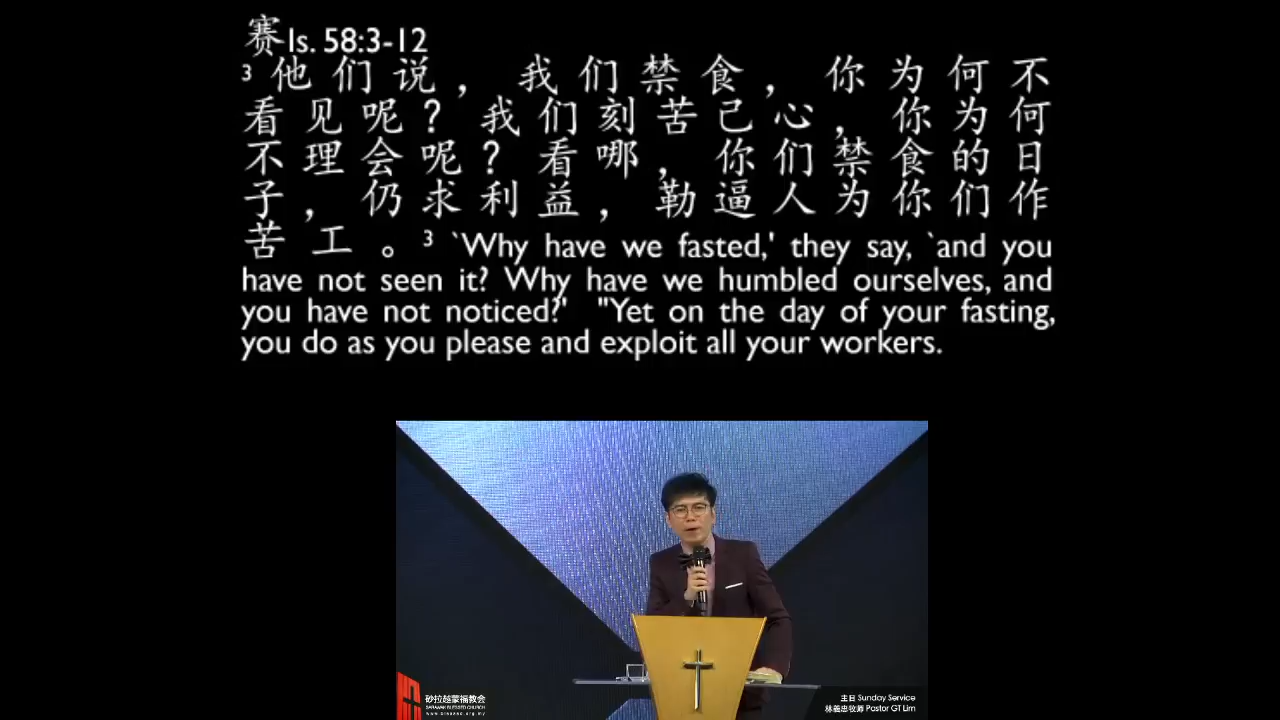 赛Is. 58:3-12
3 他们说，我们禁食，你为何不
看见呢？我们刻苦己心，你为何
不理会呢？看哪，你们禁食的日
子，仍求利益，勒逼人为你们作
苦工。3 `Why have we fasted,' they say, `and you
have not seen it? Why have we humbled ourselves, and
you have not noticed?' "Yet on the day of your fasting,
you do as you please and exploit all your workers.
砂拉越蒙福教会
SARAWAK BLESSED CHURCH
主日 Sunday Service
林義忠牧师 Pastor GT Lim